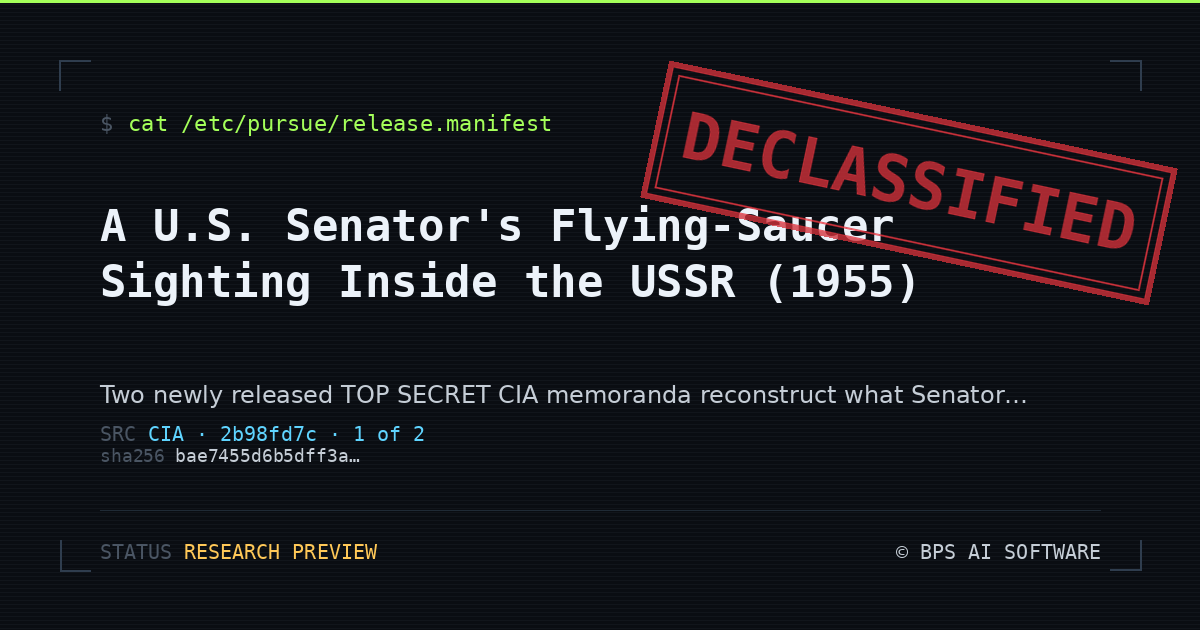 $ cat /etc/pursue/release.manifest
DECLASSIFIED
A U.S. Senator's Flying-Saucer
Sighting Inside the USSR (1955)
Two newly released TOP SECRET CIA memoranda reconstruct what Senator…
SRC CIA · 2b98fd7c · 1 of 2
sha256 bae7455d6b5dff3a…
STATUS RESEARCH PREVIEW
© BPS AI SOFTWARE